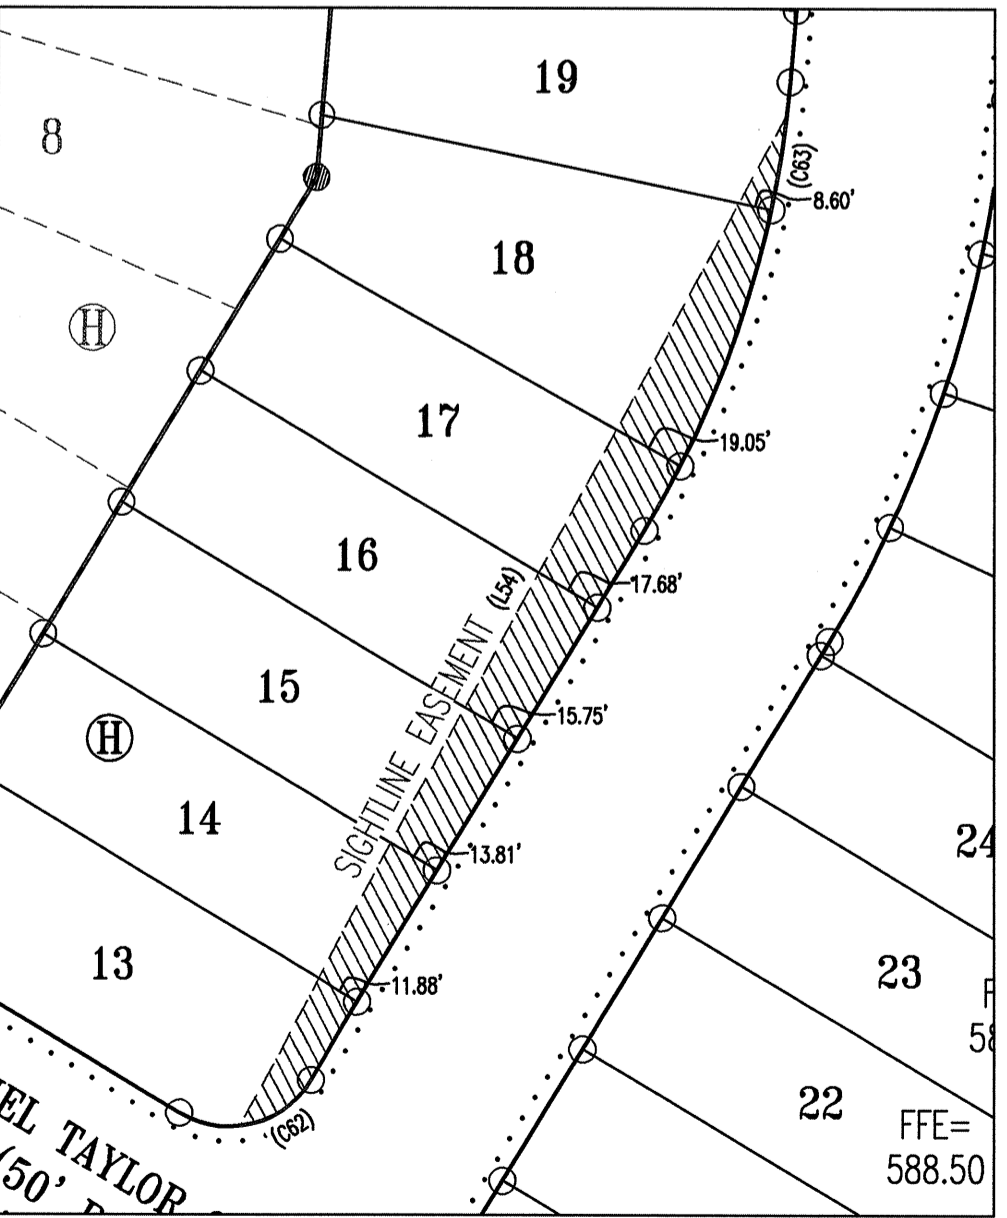 19
8
(C63)
8.60'
18
H
17
19.05'
16
17.68'
SIGHTLINE EASEMENT (L54)
15
15.75'
H
14
13.81'
24
13
11.88'
23
F
58
22
(C62)
FFE=
588.50
EL TAYLOR
(50'